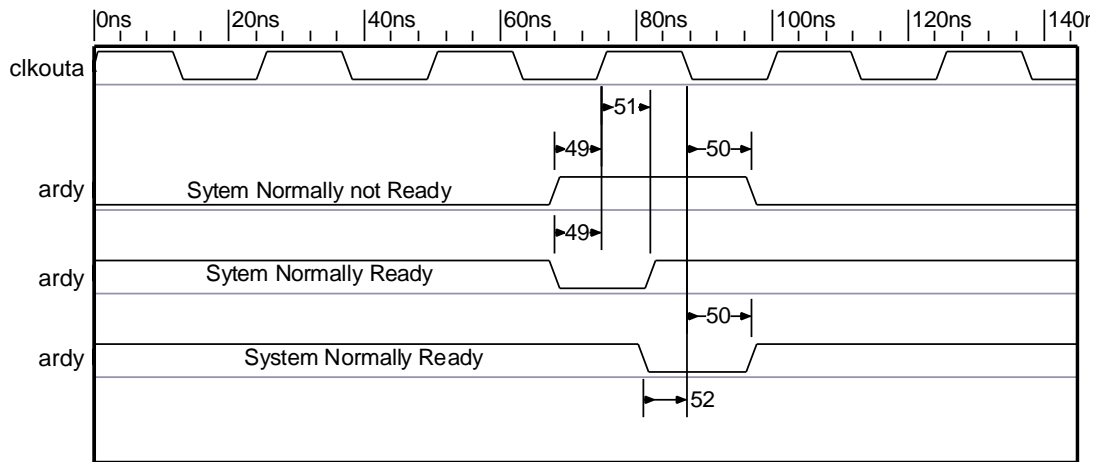 0ns 20ns 40ns 60ns 80ns 100ns 120ns 140n
clkouta
51
49 50
ardy Sytem Normally not Ready
49
ardy Sytem Normally Ready
50
ardy System Normally Ready
52